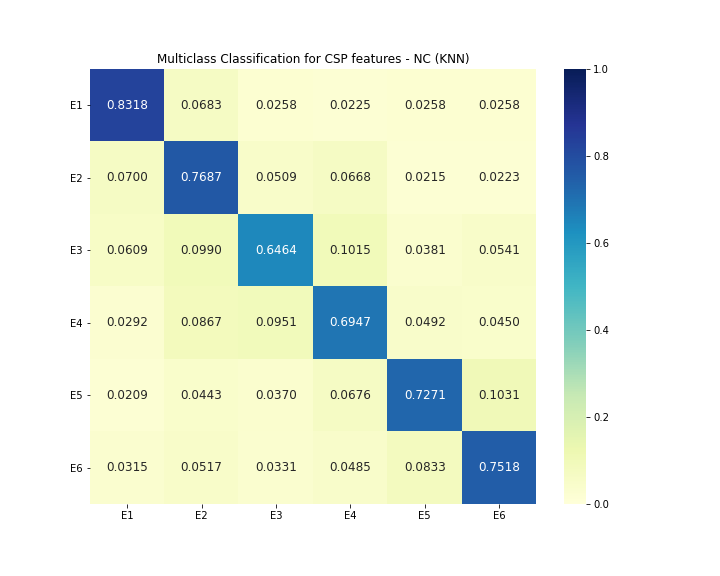 Multiclass Classification for CSP features - NC (KNN)
E1 0.8318 0.0683 0.0258 0.0225 0.0258 0.0258
E2 0.0700 0.7687 0.0509 0.0668 0.0215 0.0223
E3 0.0609 0.0990 0.6464 0.1015 0.0381 0.0541
E4 0.0292 0.0867 0.0951 0.6947 0.0492 0.0450
E5 0.0209 0.0443 0.0370 0.0676 0.7271 0.1031
E6 0.0315 0.0517 0.0331 0.0485 0.0833 0.7518
E1 E2 E3 E4 E5 E6
1.0
0.8
0.6
0.4
0.2
0.0